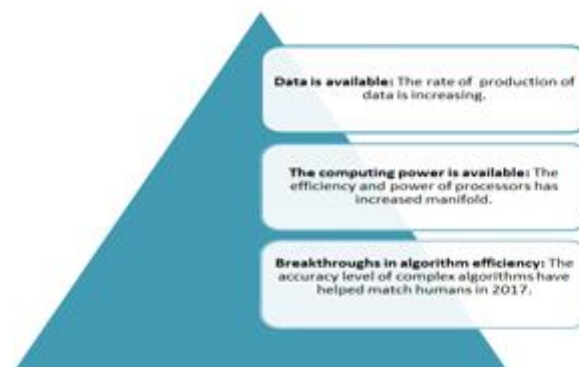 Data is available: The rate of production of
data is increasing.
The computing power is available: The
efficiency and power of processors has
increased manifold.
Breakthroughs in algorithm efficiency: The
accuracy level of complex algorithms have
helped match humans in 2017.